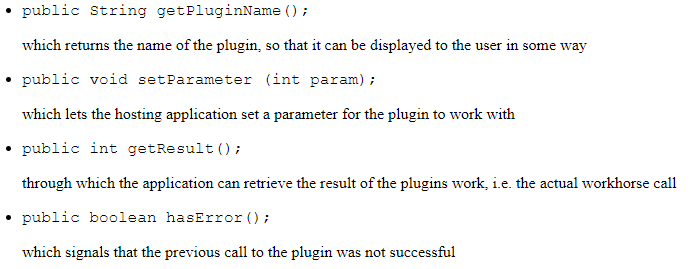 • public String getPluginName();
which returns the name of the plugin, so that it can be displayed to the user in some way
• public void setParameter (int param);
which lets the hosting application set a parameter for the plugin to work with
• public int getResult();
through which the application can retrieve the result of the plugins work, i.e. the actual workhorse call
• public boolean hasError();
which signals that the previous call to the plugin was not successful